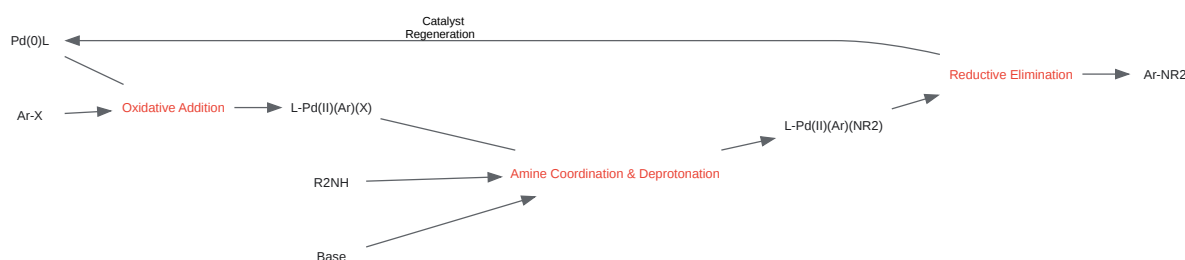 Catalyst
Regeneration
Pd(0)L
Reductive Elimination
Ar-NR2
Ar-X
Oxidative Addition
L-Pd(II)(Ar)(X)
L-Pd(II)(Ar)(NR2)
R2NH
Amine Coordination & Deprotonation
Base